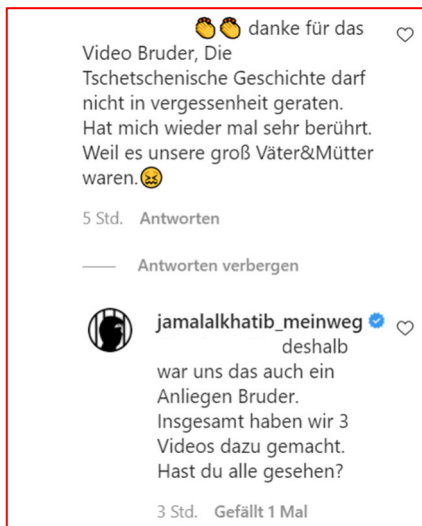 👏👏 danke für das
Video Bruder, Die
Tschetschenische Geschichte darf
nicht in vergessenheit geraten.
Hat mich wieder mal sehr berührt.
Weil es unsere groß Väter&Mütter
waren.😖
5 Std. Antworten
Antworten verbergen
jamalalkhatib_meinweg
deshalb
war uns das auch ein
Anliegen Bruder.
Insgesamt haben wir 3
Videos dazu gemacht.
Hast du alle gesehen?
3 Std. Gefällt 1 Mal